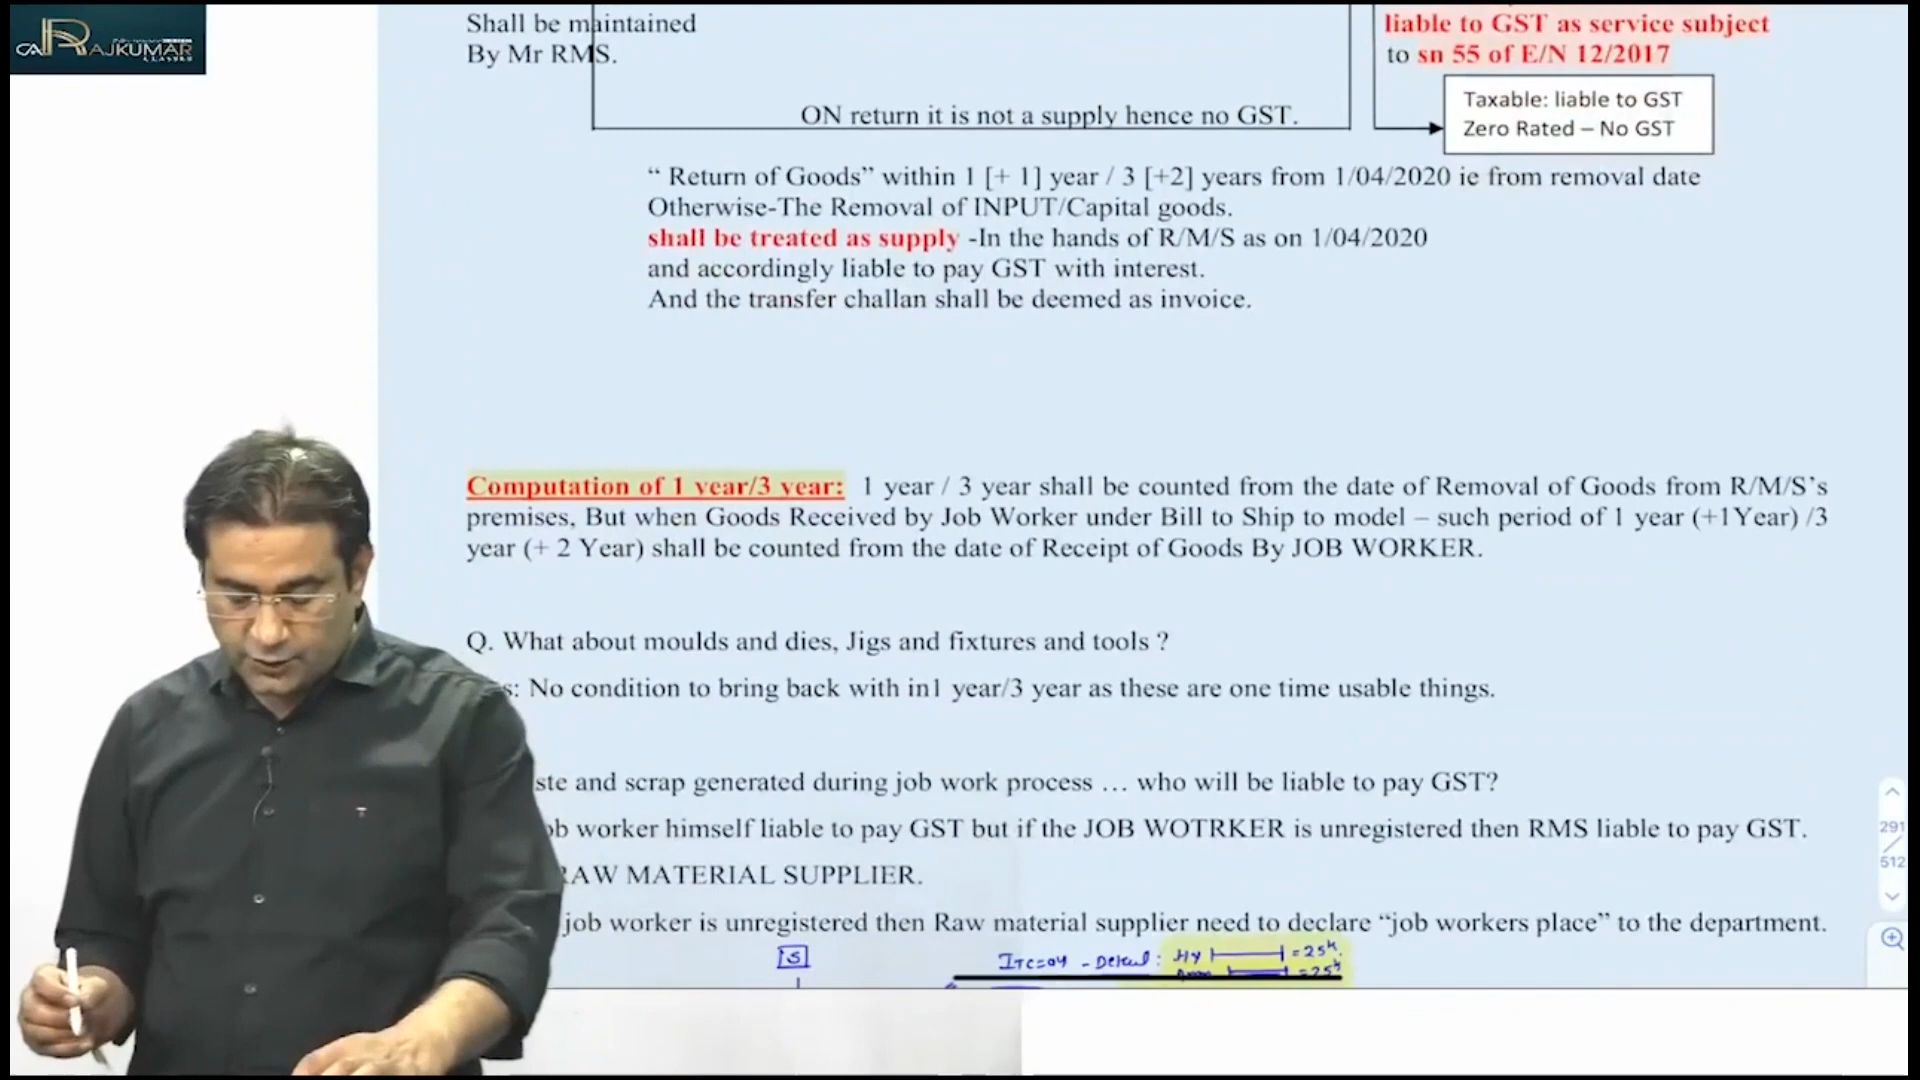 CA RAJKUMAR
CLASSES
Shall be maintained
By Mr RMS.
liable to GST as service subject
to sn 55 of E/N 12/2017
Taxable: liable to GST
Zero Rated – No GST
ON return it is not a supply hence no GST.
“ Return of Goods” within 1 [+ 1] year / 3 [+2] years from 1/04/2020 ie from removal date
Otherwise-The Removal of INPUT/Capital goods.
shall be treated as supply -In the hands of R/M/S as on 1/04/2020
and accordingly liable to pay GST with interest.
And the transfer challan shall be deemed as invoice.
Computation of 1 year/3 year: 1 year / 3 year shall be counted from the date of Removal of Goods from R/M/S’s
premises, But when Goods Received by Job Worker under Bill to Ship to model – such period of 1 year (+1Year) /3
year (+ 2 Year) shall be counted from the date of Receipt of Goods By JOB WORKER.
Q. What about moulds and dies, Jigs and fixtures and tools ?
s: No condition to bring back with in1 year/3 year as these are one time usable things.
ste and scrap generated during job work process … who will be liable to pay GST?
ob worker himself liable to pay GST but if the JOB WOTRKER is unregistered then RMS liable to pay GST.
RAW MATERIAL SUPPLIER.
job worker is unregistered then Raw material supplier need to declare “job workers place” to the department.
S
291
512